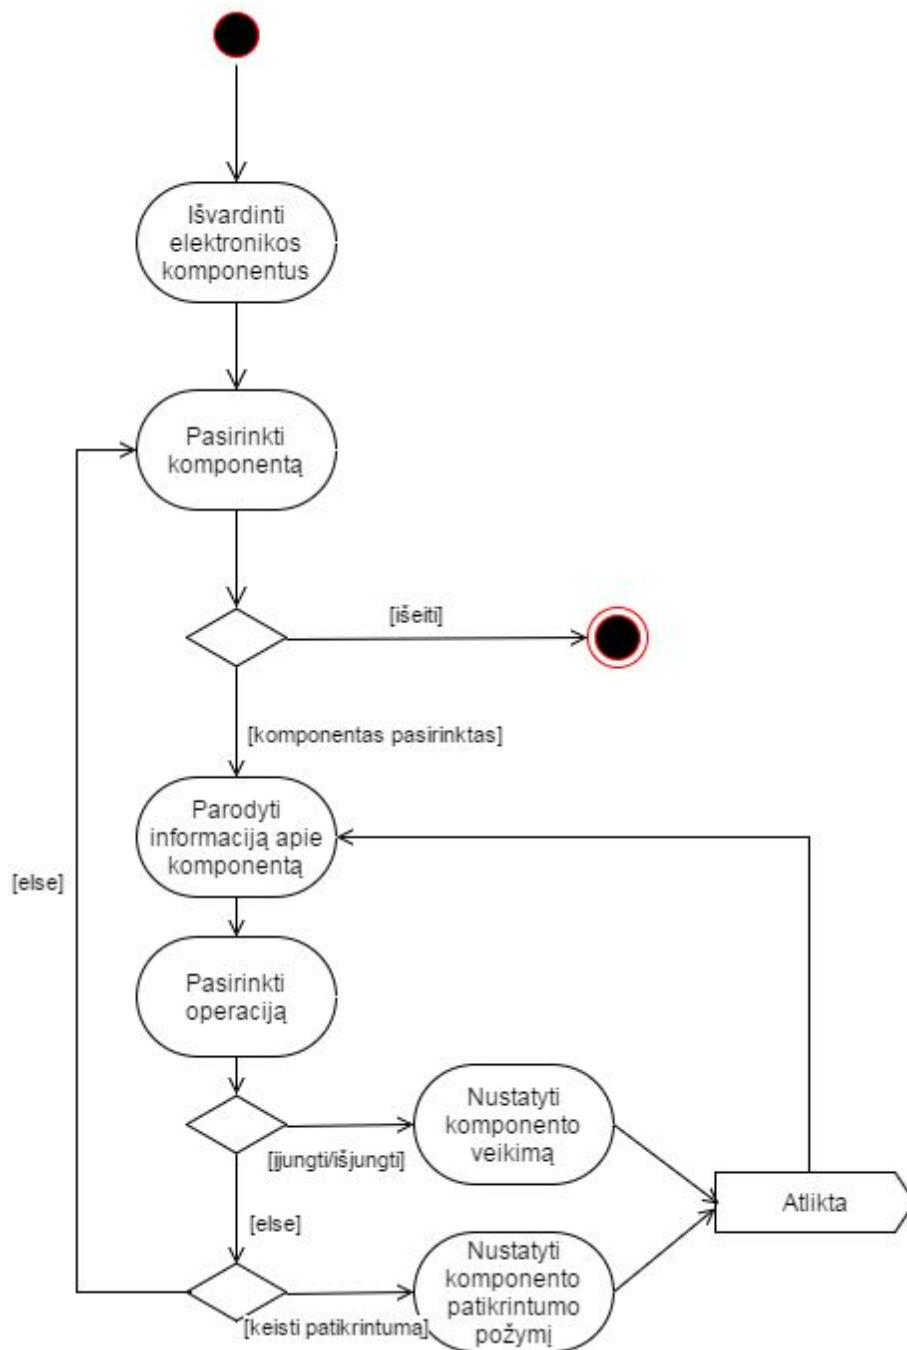 Išvardinti
elektronikos
komponentus
Pasirinkti
komponentą
[išeiti]
[komponentas pasirinktas]
Parodyti
informaciją apie
komponentą
[else]
Pasirinkti
operaciją
Nustatyti
komponento
veikimą
[įjungti/išjungti]
Atlikta
[else]
Nustatyti
komponento
patikrintumo
požymį
[keisti patikrintumą]